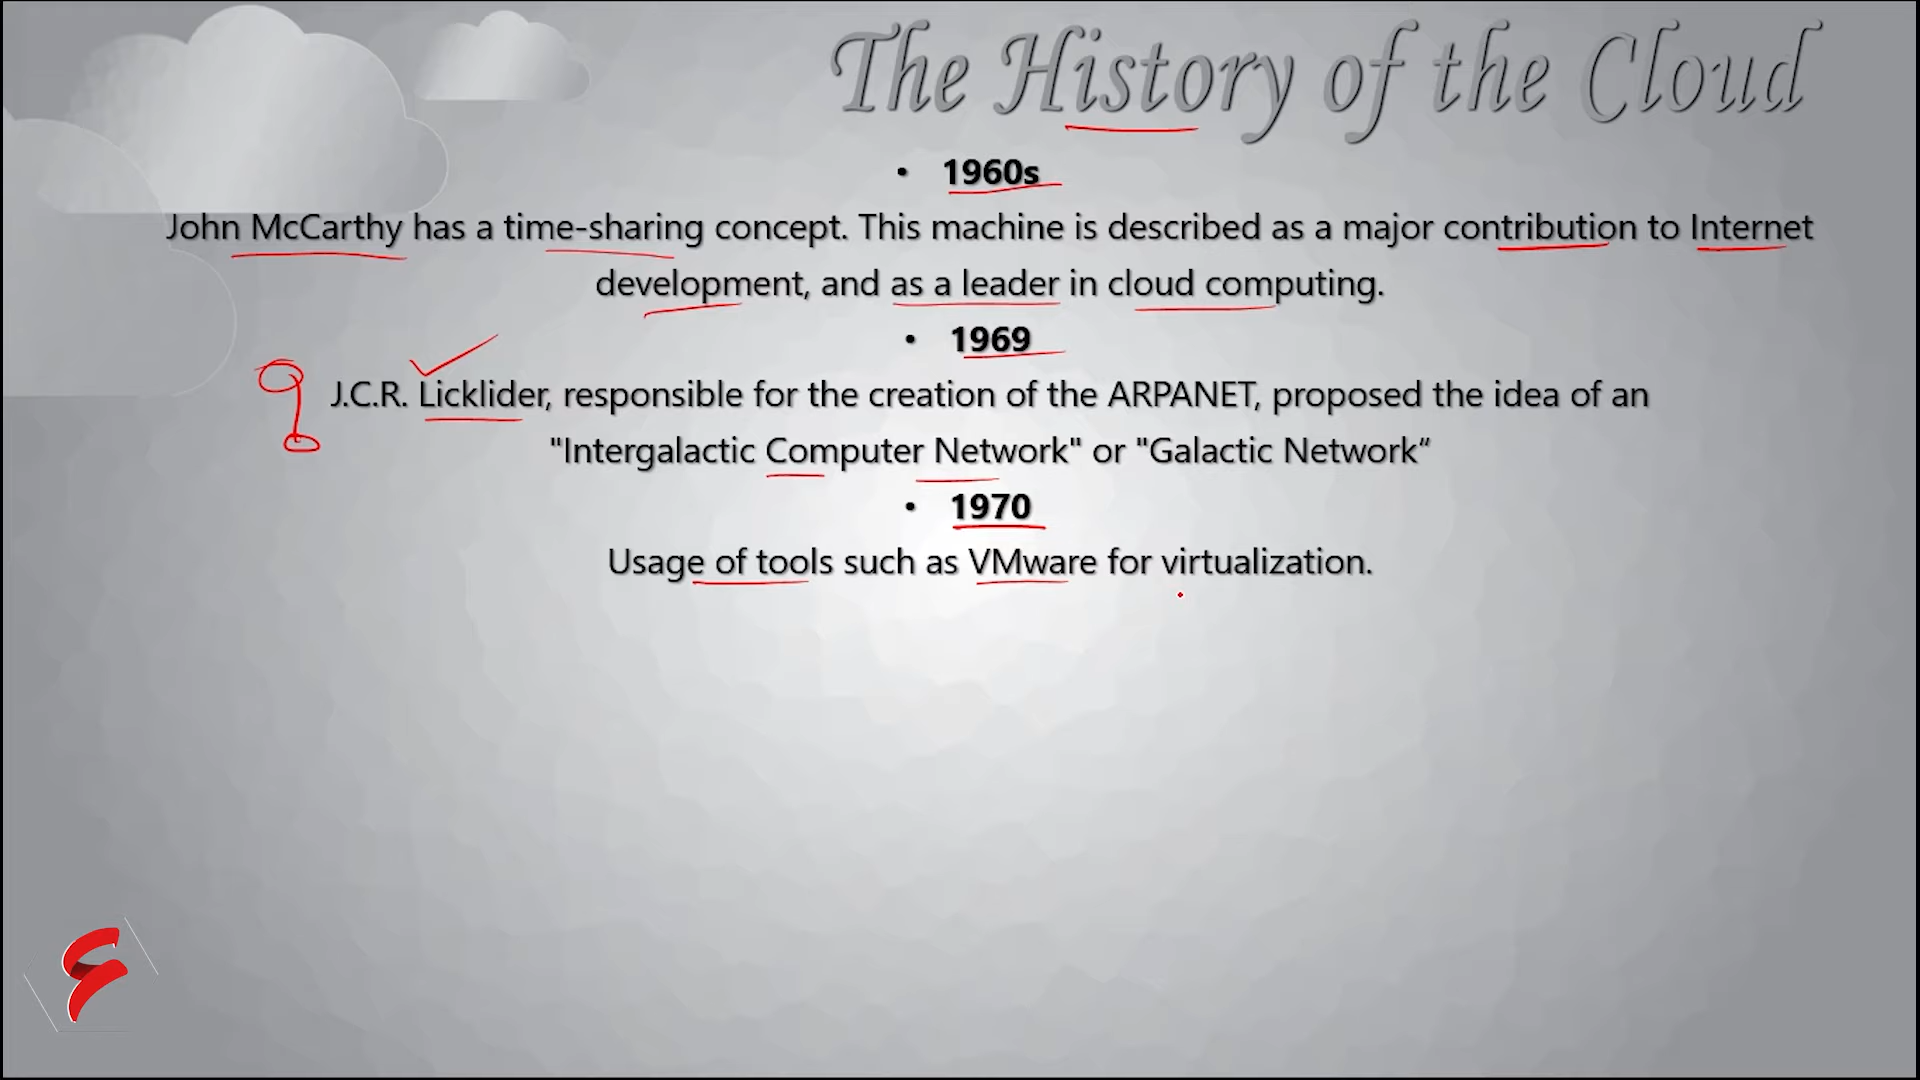 The History of the Cloud
• 1960s
John McCarthy has a time-sharing concept. This machine is described as a major contribution to Internet
development, and as a leader in cloud computing.
• 1969
J.C.R. Licklider, responsible for the creation of the ARPANET, proposed the idea of an
"Intergalactic Computer Network" or "Galactic Network“
• 1970
Usage of tools such as VMware for virtualization.